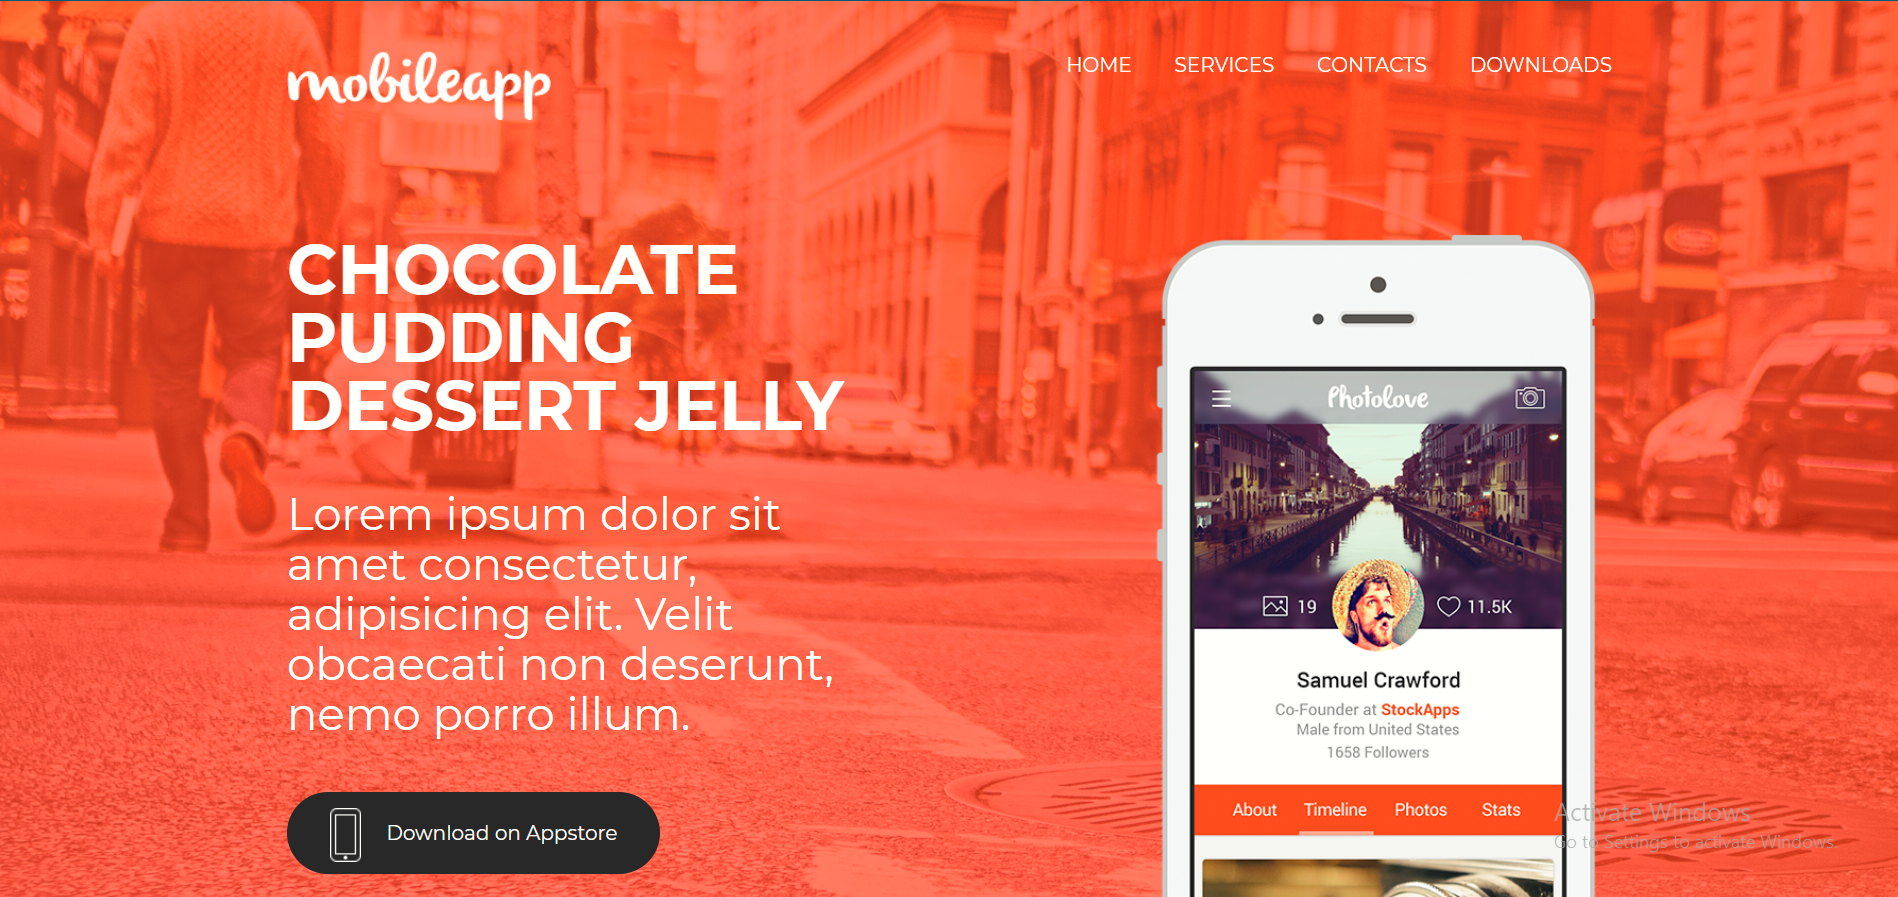 mobileapp
HOME SERVICES CONTACTS DOWNLOADS
CHOCOLATE
PUDDING
DESSERT JELLY
Lorem ipsum dolor sit
amet consectetur,
adipisicing elit. Velit
obcaecati non deserunt,
nemo porro illum.
Download on Appstore
Photolove
19
11.5K
Samuel Crawford
Co-Founder at StockApps
Male from United States
1658 Followers
About Timeline Photos Stats
Activate Windows
Go to Settings to activate Windows.